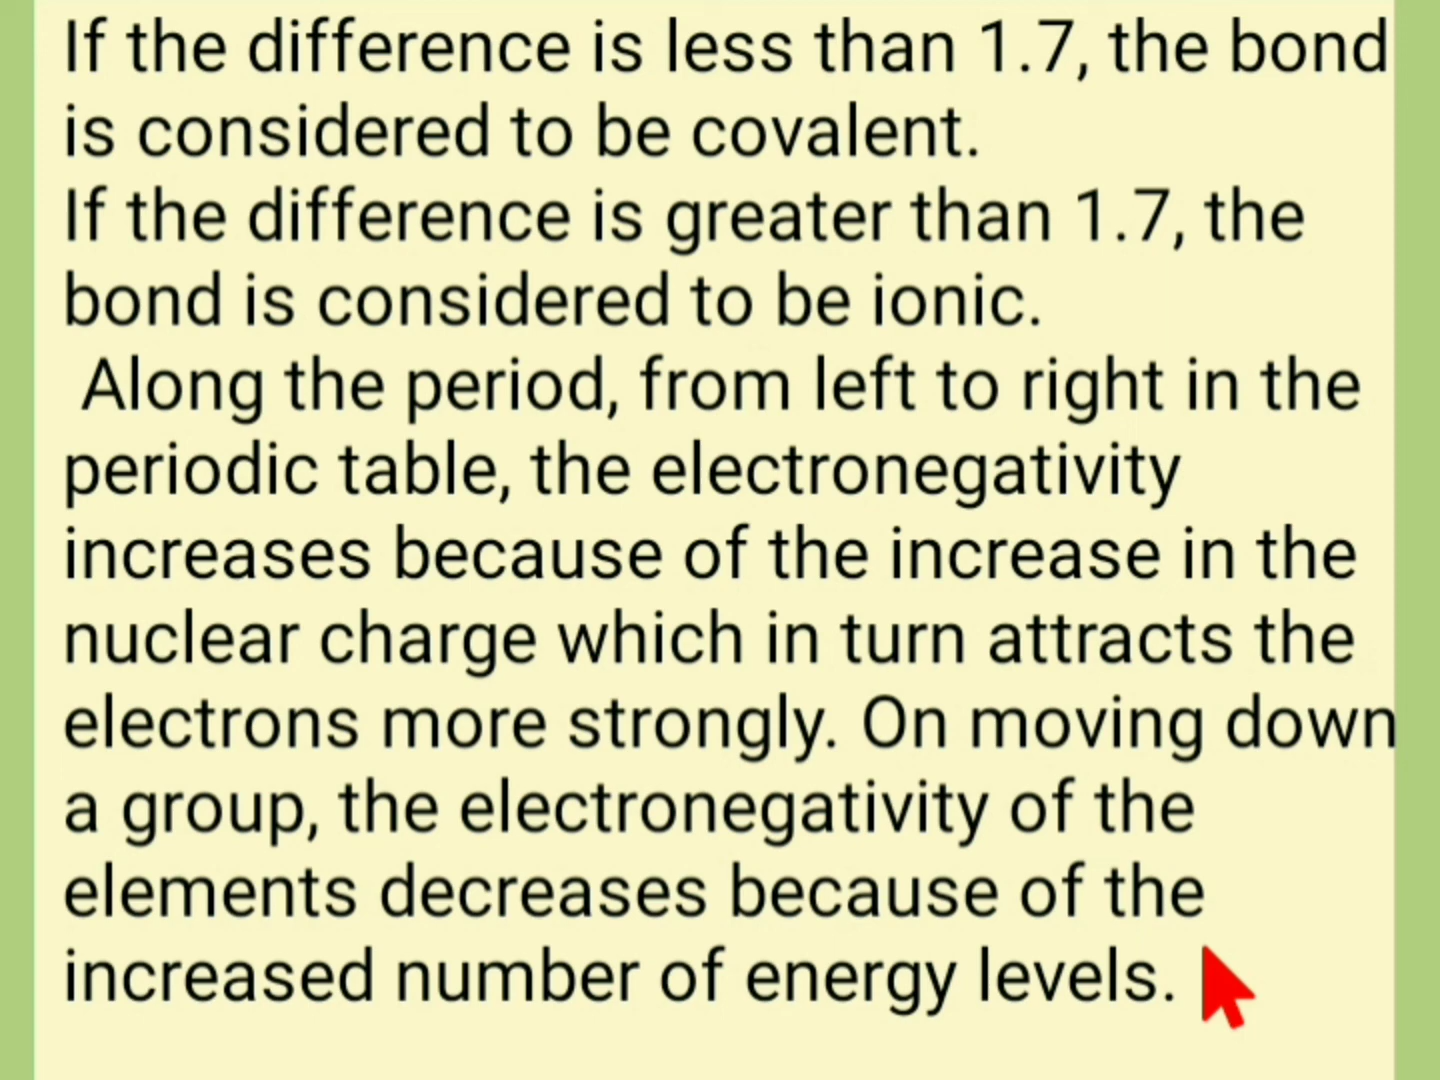 If the difference is less than 1.7, the bond
is considered to be covalent.
If the difference is greater than 1.7, the
bond is considered to be ionic.
Along the period, from left to right in the
periodic table, the electronegativity
increases because of the increase in the
nuclear charge which in turn attracts the
electrons more strongly. On moving down
a group, the electronegativity of the
elements decreases because of the
increased number of energy levels.